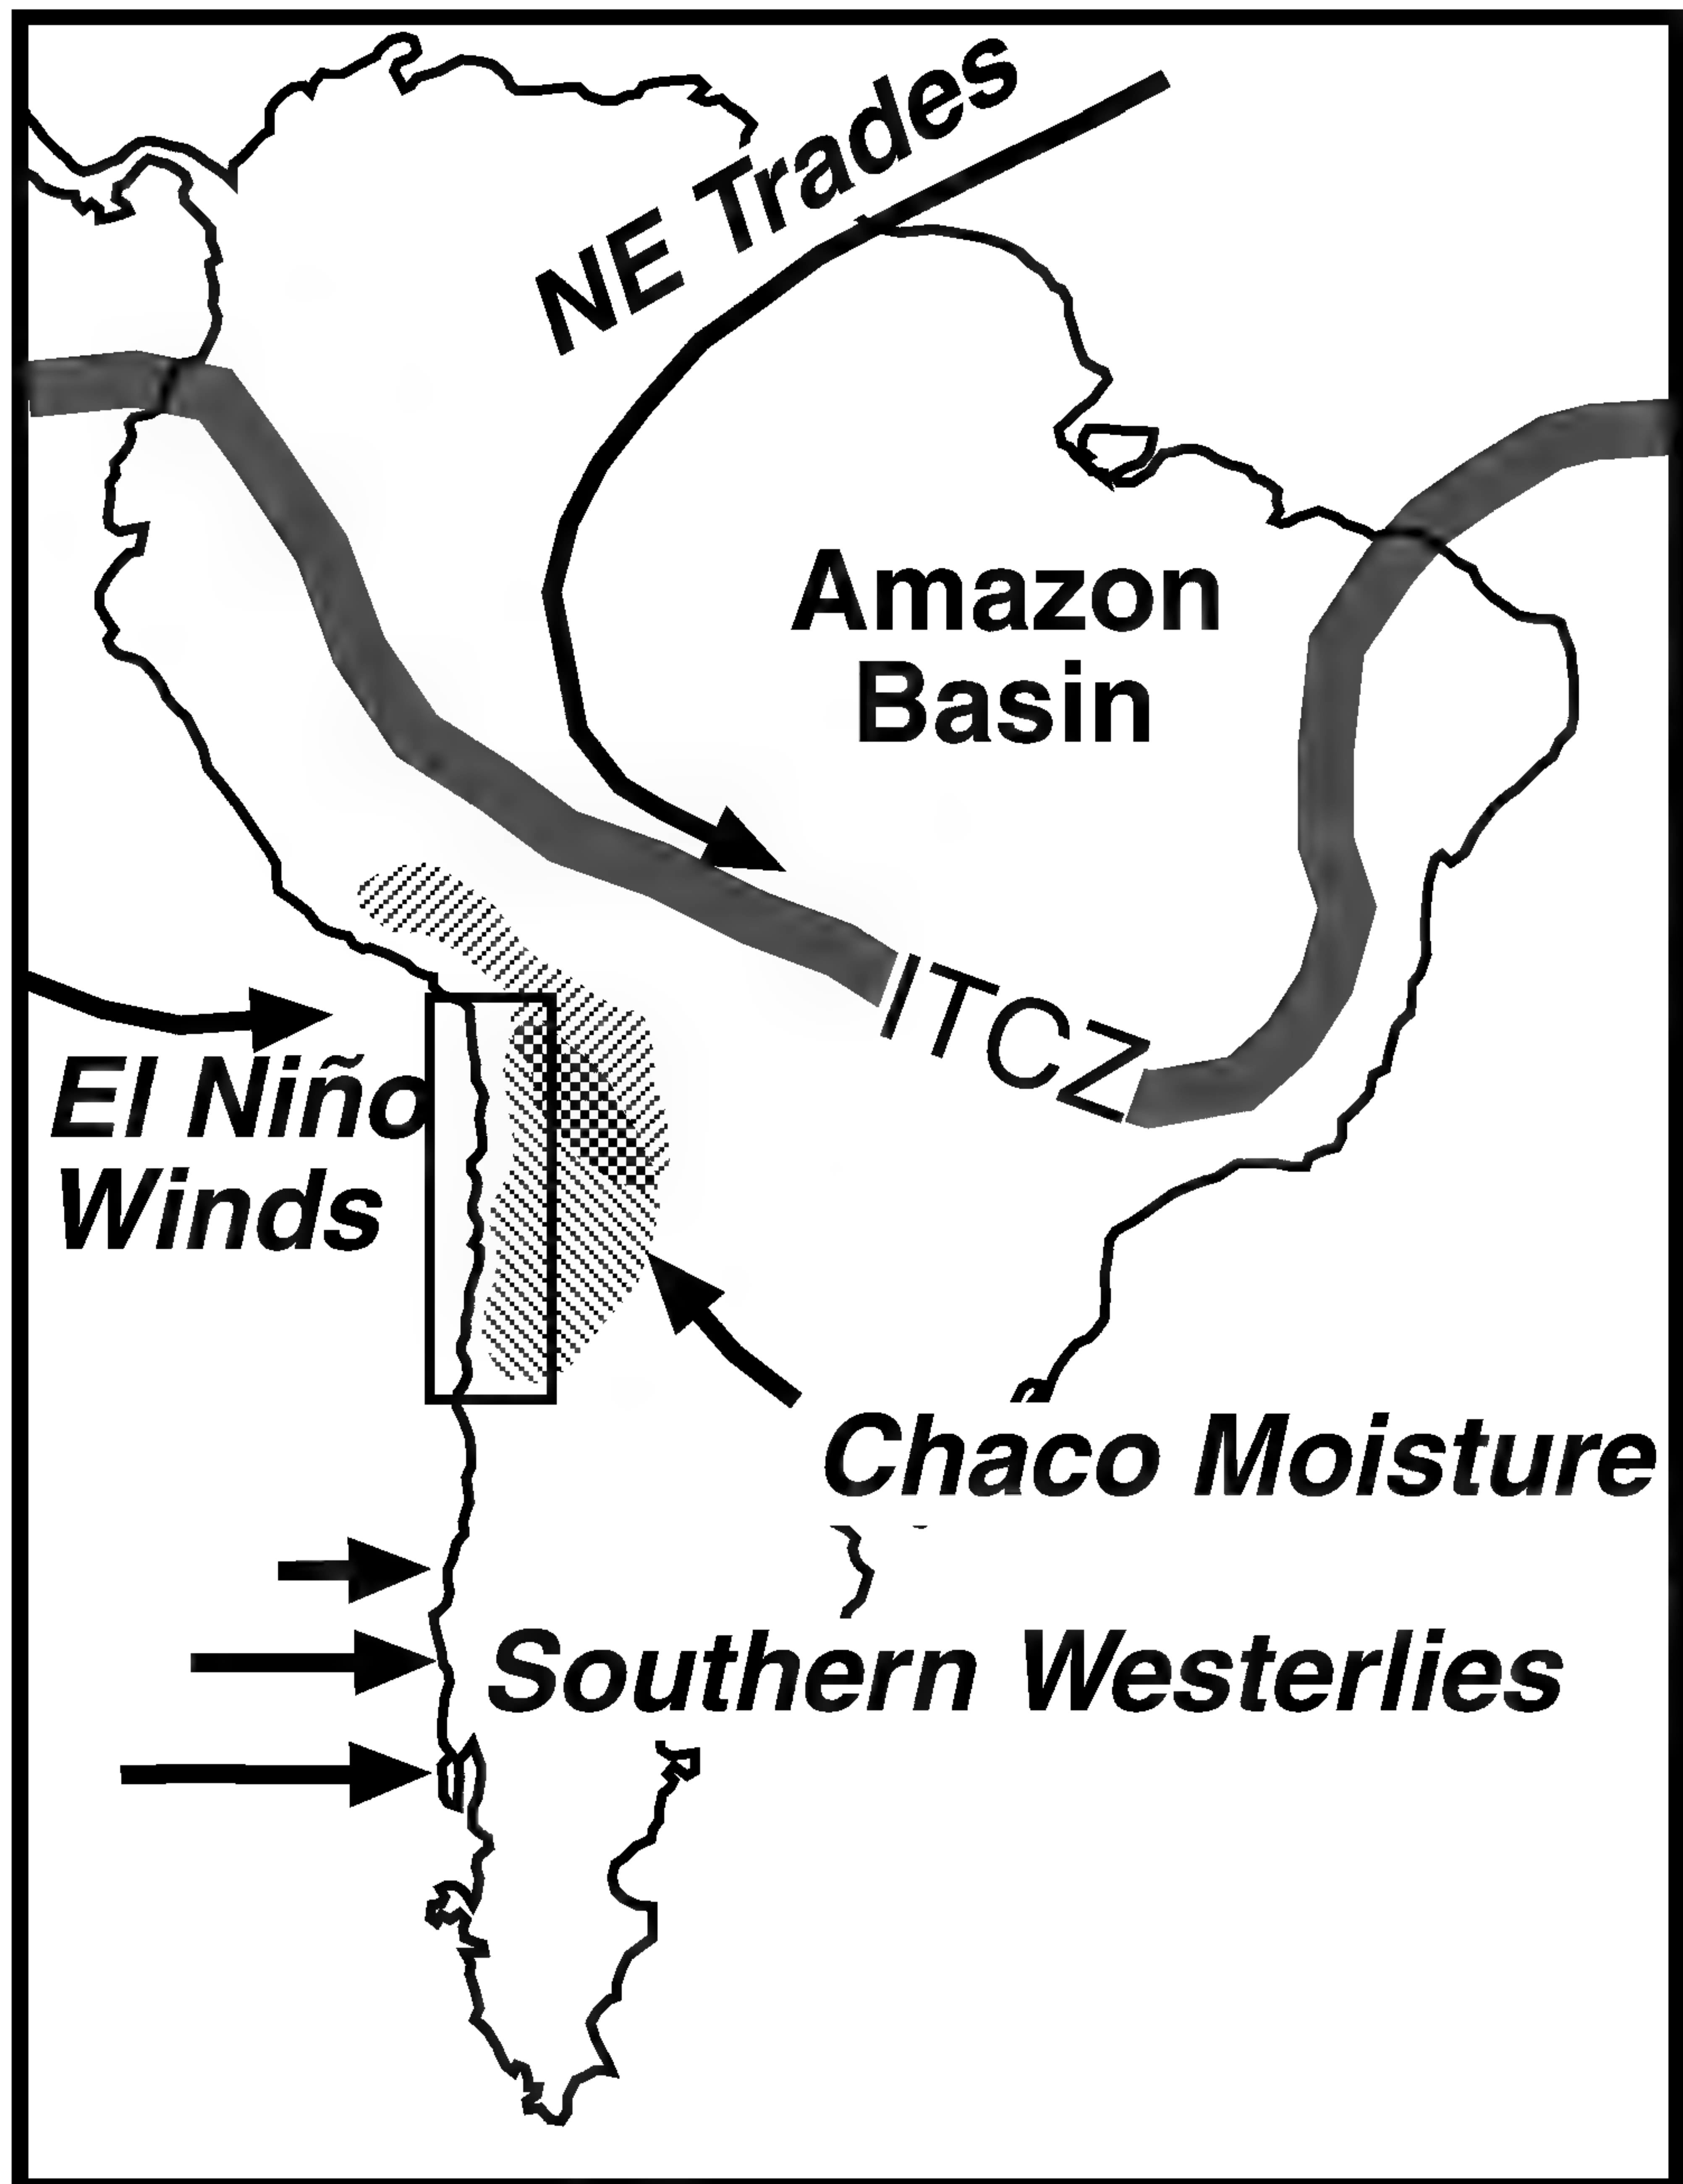 NE Trades
Amazon
Basin
ITCZ
El Niño
Winds
Chaco Moisture
Southern Westerlies